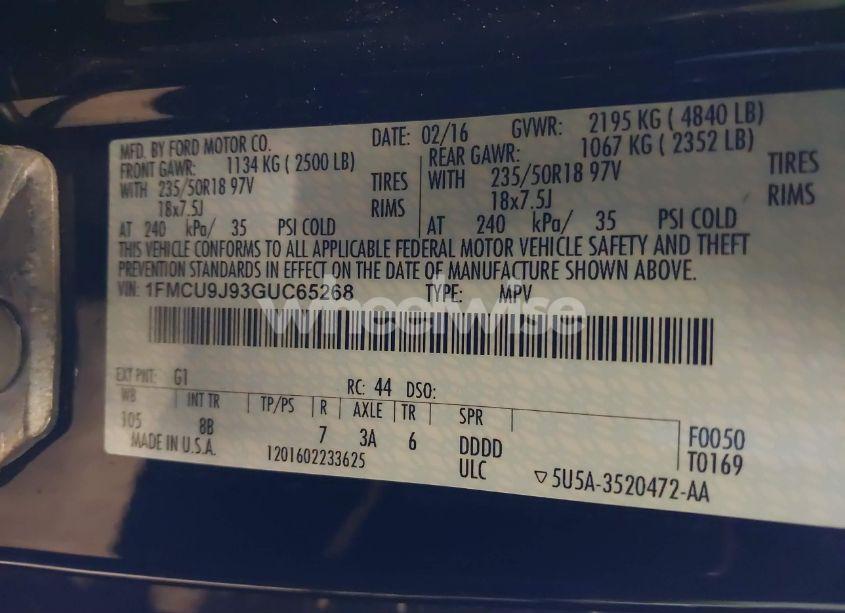 MFD. BY FORD MOTOR CO. DATE: 02/16 GVWR: 2195 KG ( 4840 LB)
FRONT GAWR: 1134 KG ( 2500 LB) REAR GAWR: 1067 KG ( 2352 LB)
WITH 235/50R18 97V TIRES WITH 235/50R18 97V TIRES
18x7.5J RIMS 18x7.5J RIMS
AT 240 kPa/ 35 PSI COLD AT 240 kPa/ 35 PSI COLD
THIS VEHICLE CONFORMS TO ALL APPLICABLE FEDERAL MOTOR VEHICLE SAFETY AND THEFT
PREVENTION STANDARDS IN EFFECT ON THE DATE OF MANUFACTURE SHOWN ABOVE.
VIN: 1FMCU9J93GUC65268 TYPE: MPV
wheelwise
EXT PNT: G1 RC: 44 DSO:
WB INT TR TP/PS R AXLE TR SPR
105 8B 7 3A 6 DDDD F0050
MADE IN U.S.A. 1201602233625 ULC T0169
▽5U5A-3520472-AA